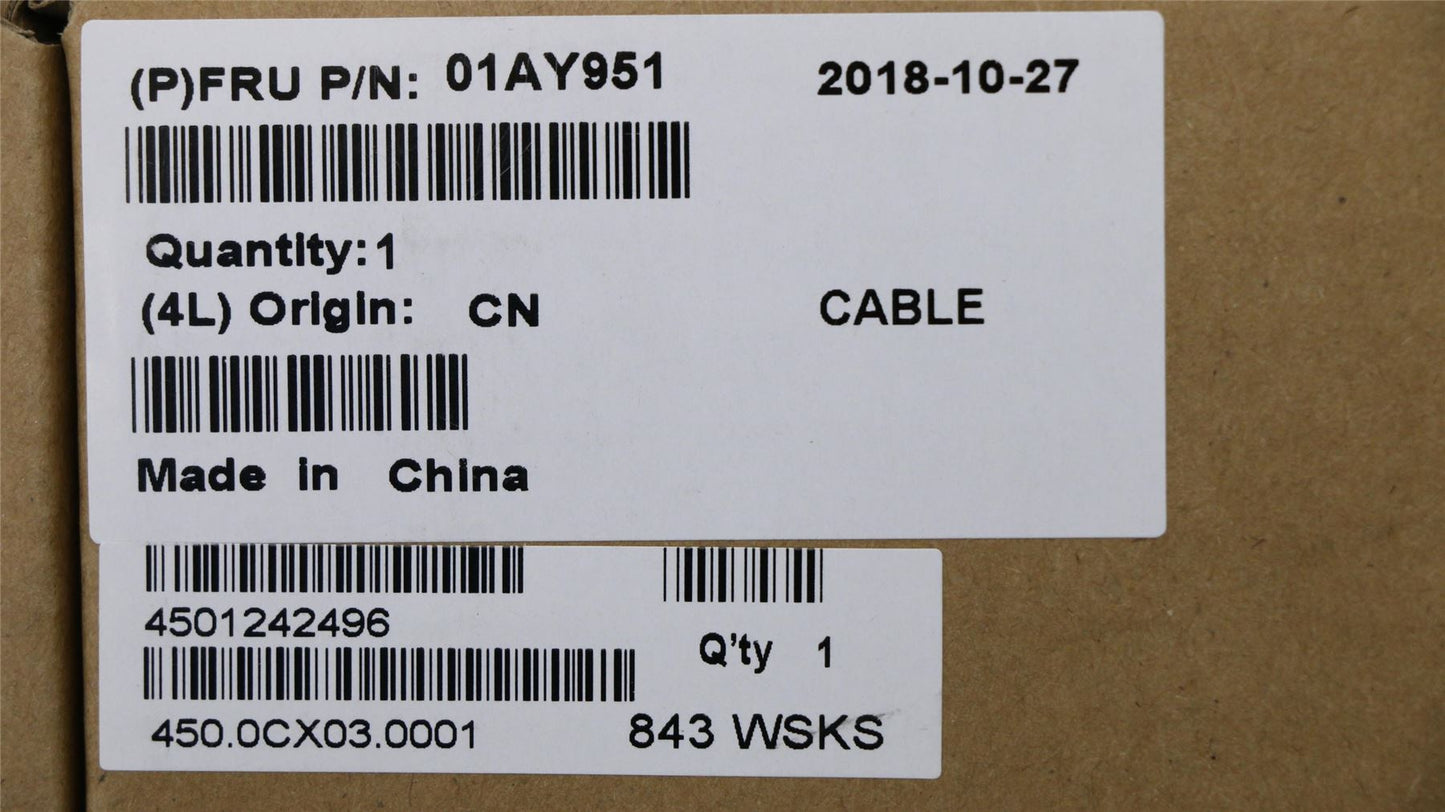 (P)FRU P/N: 01AY951 2018-10-27
Quantity:1
(4L) Origin: CN CABLE
Made in China
4501242496
Q'ty 1
450.0CX03.0001 843 WSKS